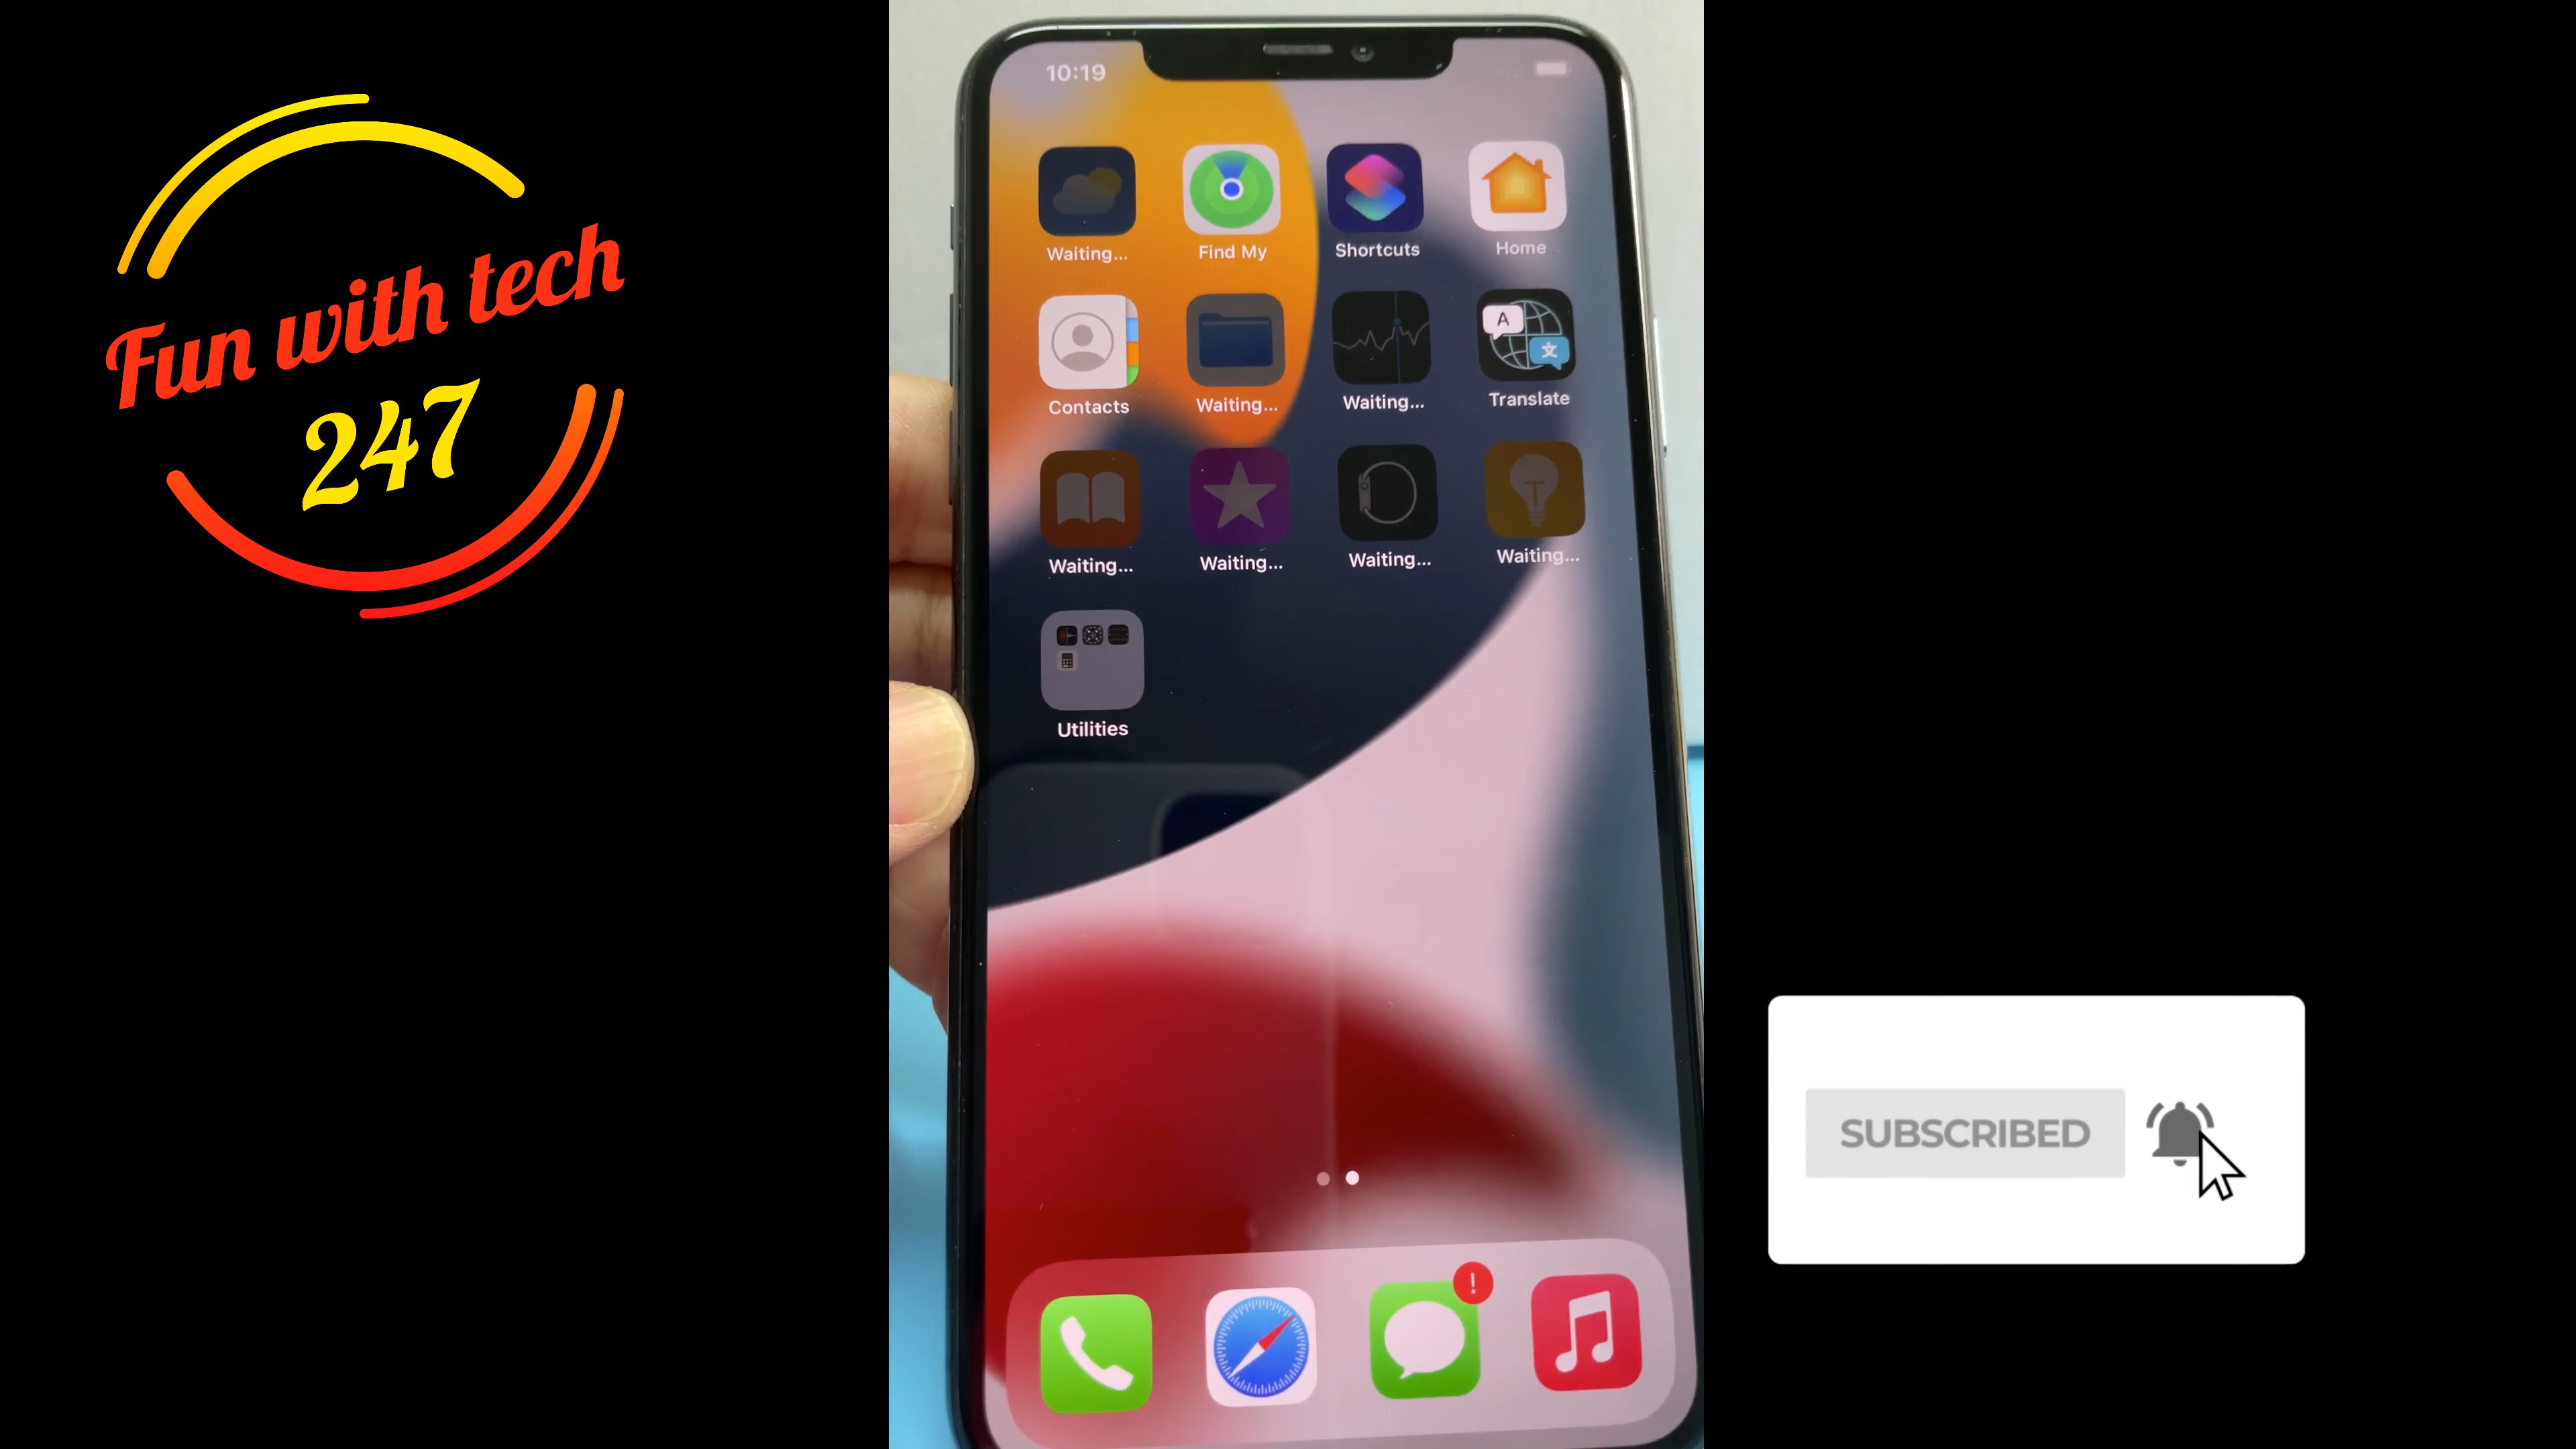 Fun with tech
247
10:19
Waiting...
Find My
Shortcuts
Home
Contacts
Waiting...
Waiting...
A
文
Translate
Waiting...
Waiting...
Waiting...
Waiting...
Utilities
!
SUBSCRIBED